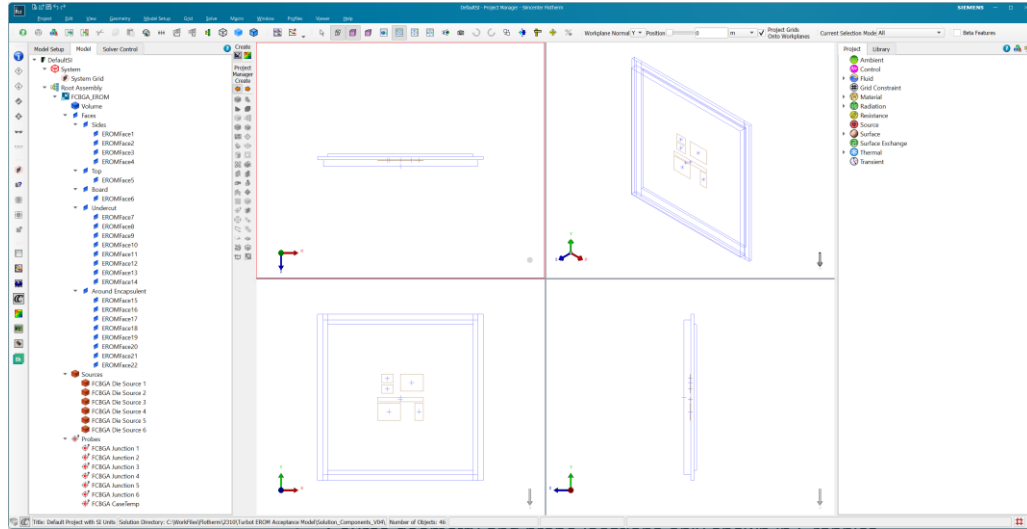 DefaultSI - Project Manager - Simcenter Flotherm
SIEMENS
Project Edit View Geometry Model Setup Grid Solve Macro Window Profiles Viewer Help
Workplane Normal Y Position 0 m Project Grids Onto Workplanes Current Selection Mode All Beta Features
Model Setup Model Solver Control
Create
Project Manager Create
Project Library
DefaultSI
System
System Grid
Root Assembly
FCBGA_EROM
Volume
Faces
Sides
EROMFace1
EROMFace2
EROMFace3
EROMFace4
Top
EROMFace5
Board
EROMFace6
Undercut
EROMFace7
EROMFace8
EROMFace9
EROMFace10
EROMFace11
EROMFace12
EROMFace13
EROMFace14
Around Encapsulent
EROMFace15
EROMFace16
EROMFace17
EROMFace18
EROMFace19
EROMFace20
EROMFace21
EROMFace22
Sources
FCBGA Die Source 1
FCBGA Die Source 2
FCBGA Die Source 3
FCBGA Die Source 4
FCBGA Die Source 5
FCBGA Die Source 6
Probes
FCBGA Junction 1
FCBGA Junction 2
FCBGA Junction 3
FCBGA Junction 4
FCBGA Junction 5
FCBGA Junction 6
FCBGA CaseTemp
Ambient
Control
Fluid
Grid Constraint
Material
Radiation
Resistance
Source
Surface
Surface Exchange
Thermal
Transient
Title: Default Project with SI Units Solution Directory: C:\WorkFiles\Flotherm\2310\Turbot EROM Acceptance Model\Solution_Components_V04\ Number of Objects: 46